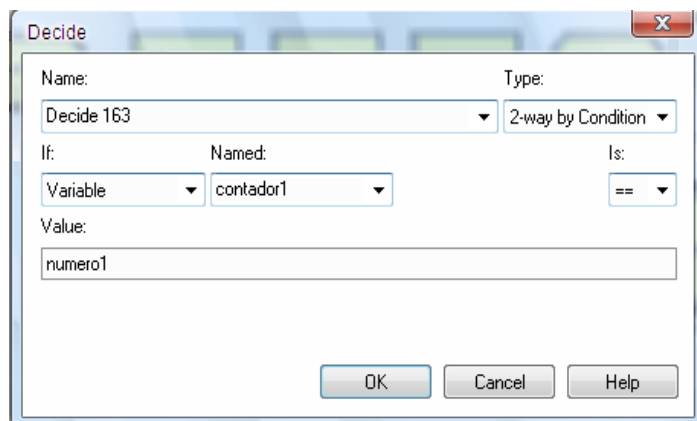 Decide
Name: Type:
Decide 163 2-way by Condition
If: Named: Is:
Variable contador1 ==
Value:
numero1
OK Cancel Help